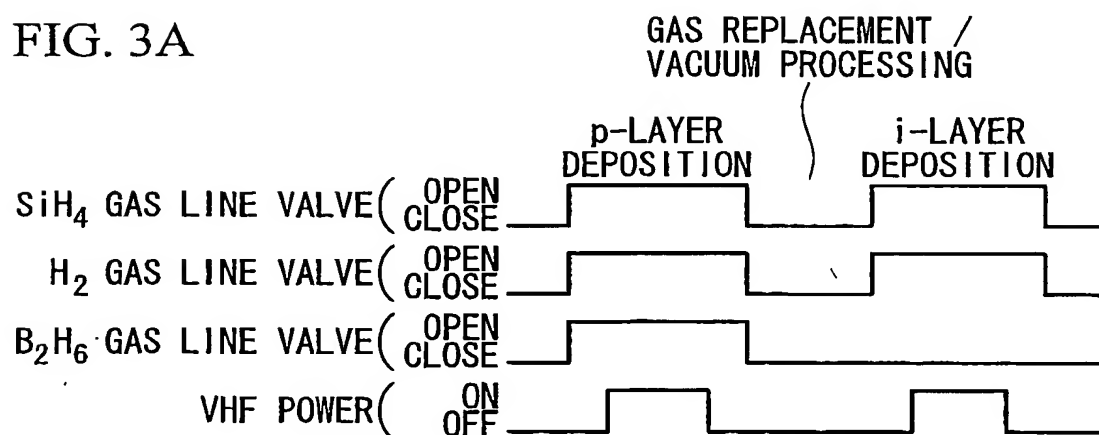 FIG. 3A
GAS REPLACEMENT /
VACUUM PROCESSING
p-LAYER
DEPOSITION
i-LAYER
DEPOSITION
SiH₄ GAS LINE VALVE( OPEN
CLOSE
H₂ GAS LINE VALVE( OPEN
CLOSE
B₂H₆ GAS LINE VALVE( OPEN
CLOSE
VHF POWER( ON
OFF